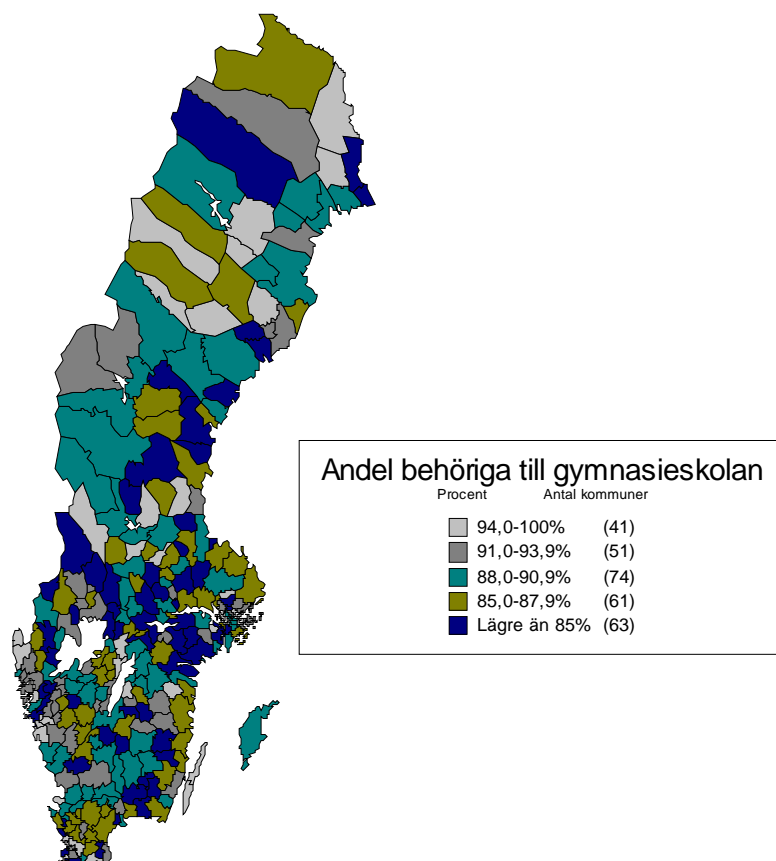 Andel behöriga till gymnasieskolan
Procent Antal kommuner
94,0-100% (41)
91,0-93,9% (51)
88,0-90,9% (74)
85,0-87,9% (61)
Lägre än 85% (63)